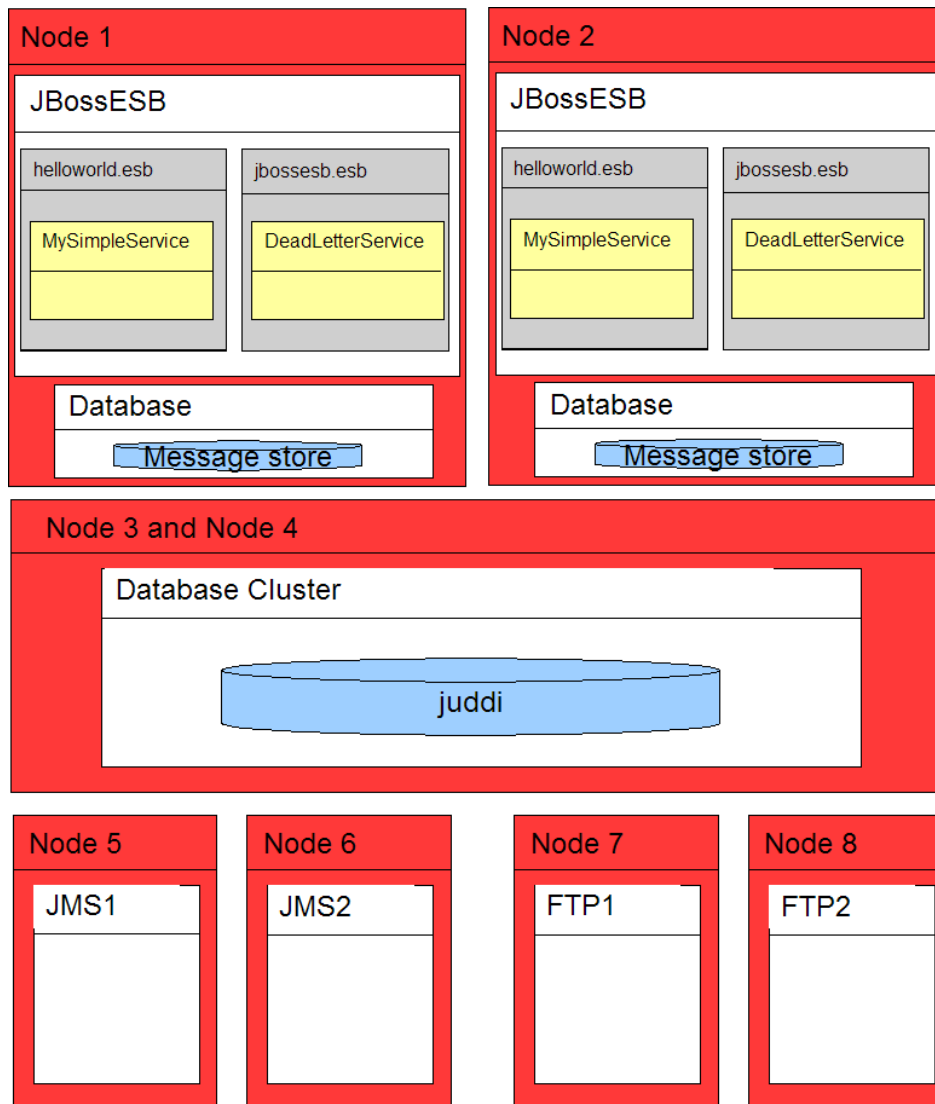 Node 1
JBossESB
helloworld.esb
jbossesb.esb
MySimpleService
DeadLetterService
Database
Message store
Node 2
JBossESB
helloworld.esb
jbossesb.esb
MySimpleService
DeadLetterService
Database
Message store
Node 3 and Node 4
Database Cluster
juddi
Node 5
JMS1
Node 6
JMS2
Node 7
FTP1
Node 8
FTP2